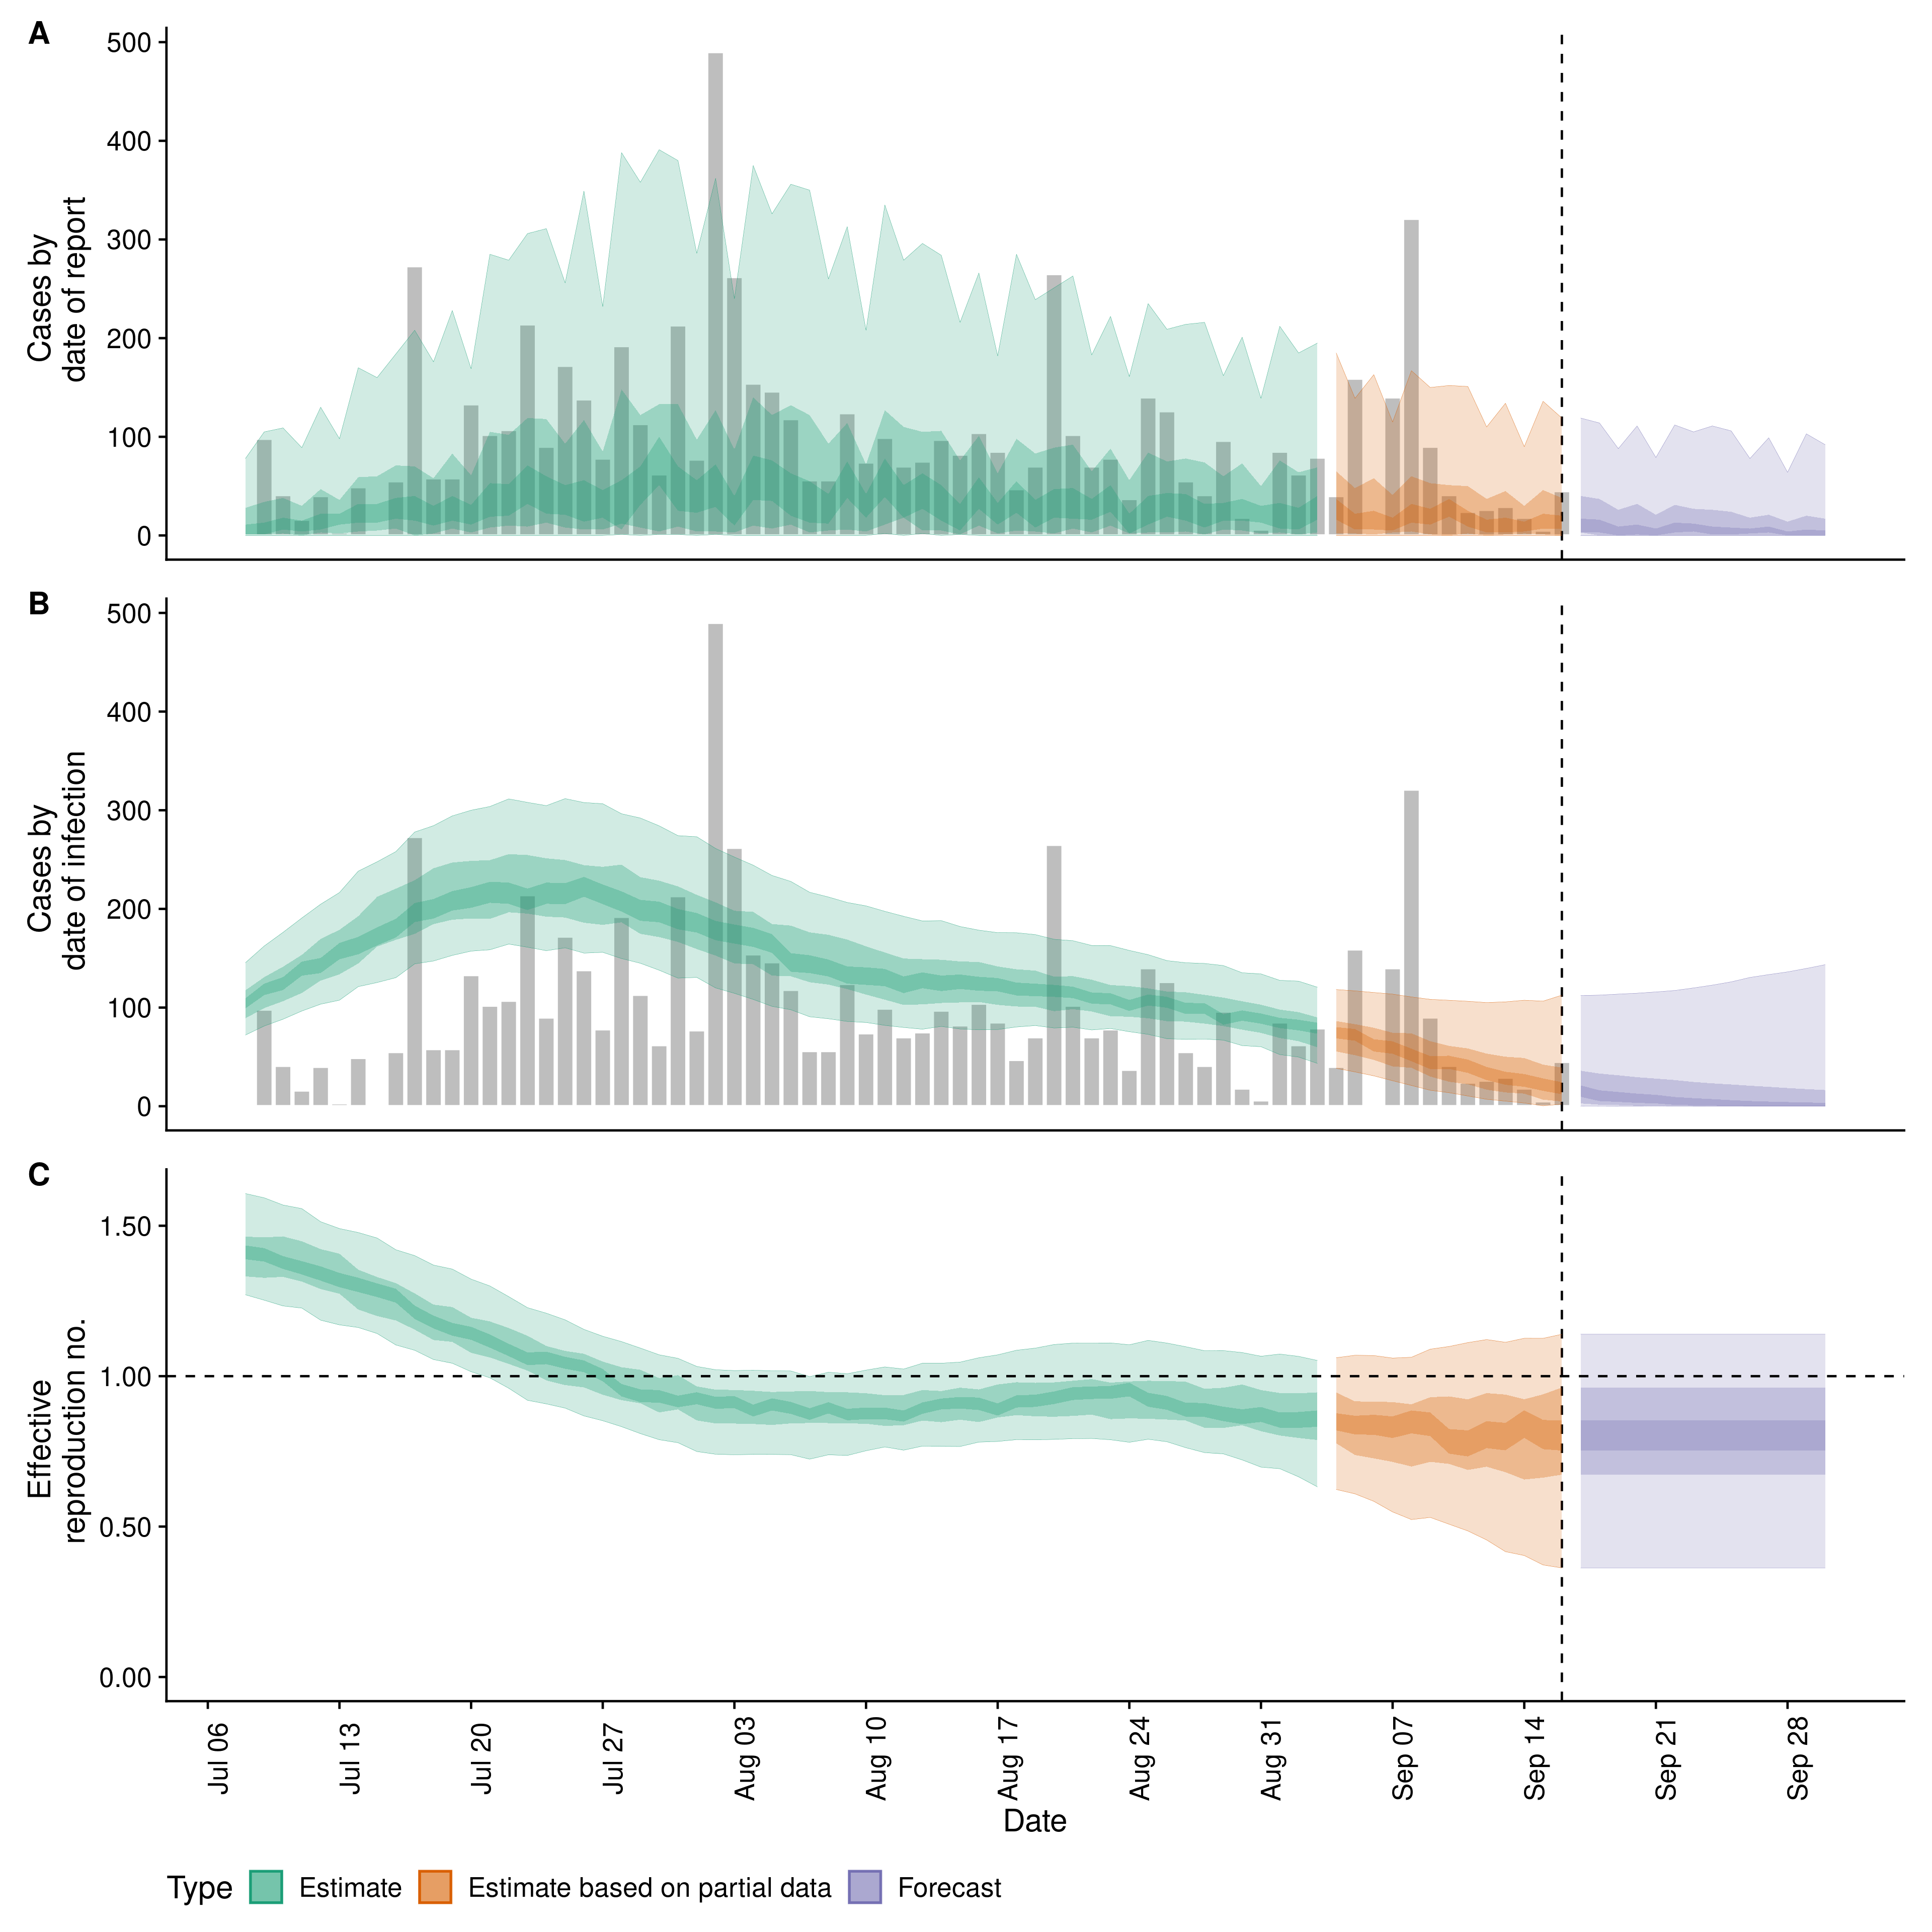 A
500
400
300
200
100
0
Cases by
date of report
B
500
400
300
200
100
0
Cases by
date of infection
C
1.50
1.00
0.50
0.00
Effective
reproduction no.
Jul 06
Jul 13
Jul 20
Jul 27
Aug 03
Aug 10
Aug 17
Aug 24
Aug 31
Sep 07
Sep 14
Sep 21
Sep 28
Date
Type Estimate Estimate based on partial data Forecast